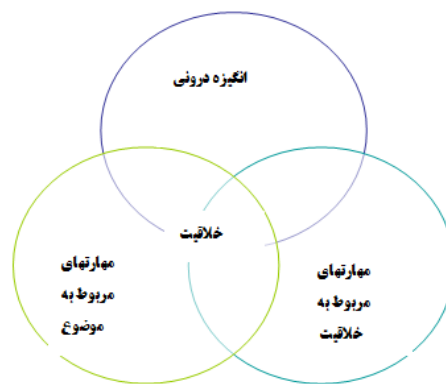 انگیزه درونی
خلاقیت
مهارتهای
مربوط به
خلاقیت
مهارتهای
مربوط به
موضوع